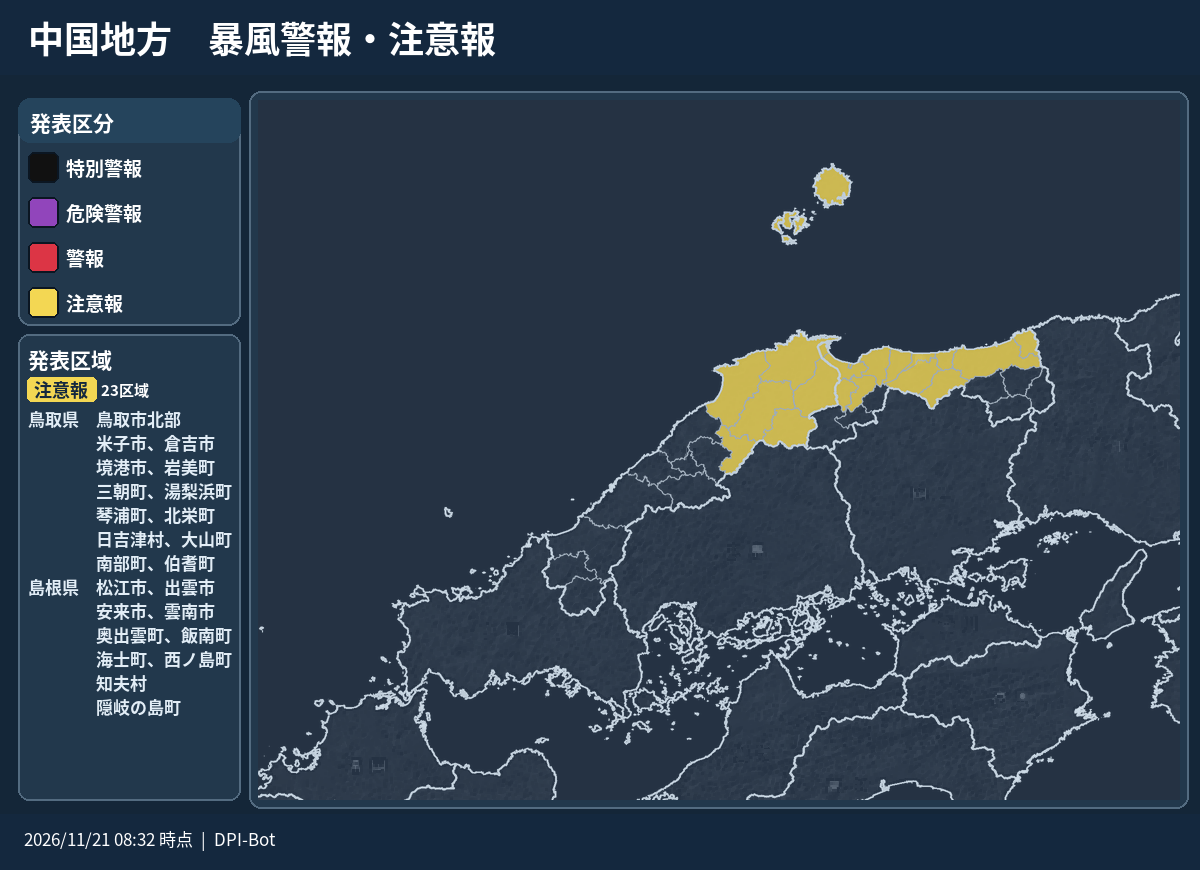 中国地方　暴風警報・注意報
発表区分
特別警報
危険警報
警報
注意報
発表区域
注意報 23区域
鳥取県 鳥取市北部
米子市、倉吉市
境港市、岩美町
三朝町、湯梨浜町
琴浦町、北栄町
日吉津村、大山町
南部町、伯耆町
島根県 松江市、出雲市
安来市、雲南市
奥出雲町、飯南町
海士町、西ノ島町
知夫村
隠岐の島町
2026/11/21 08:32 時点 | DPI-Bot